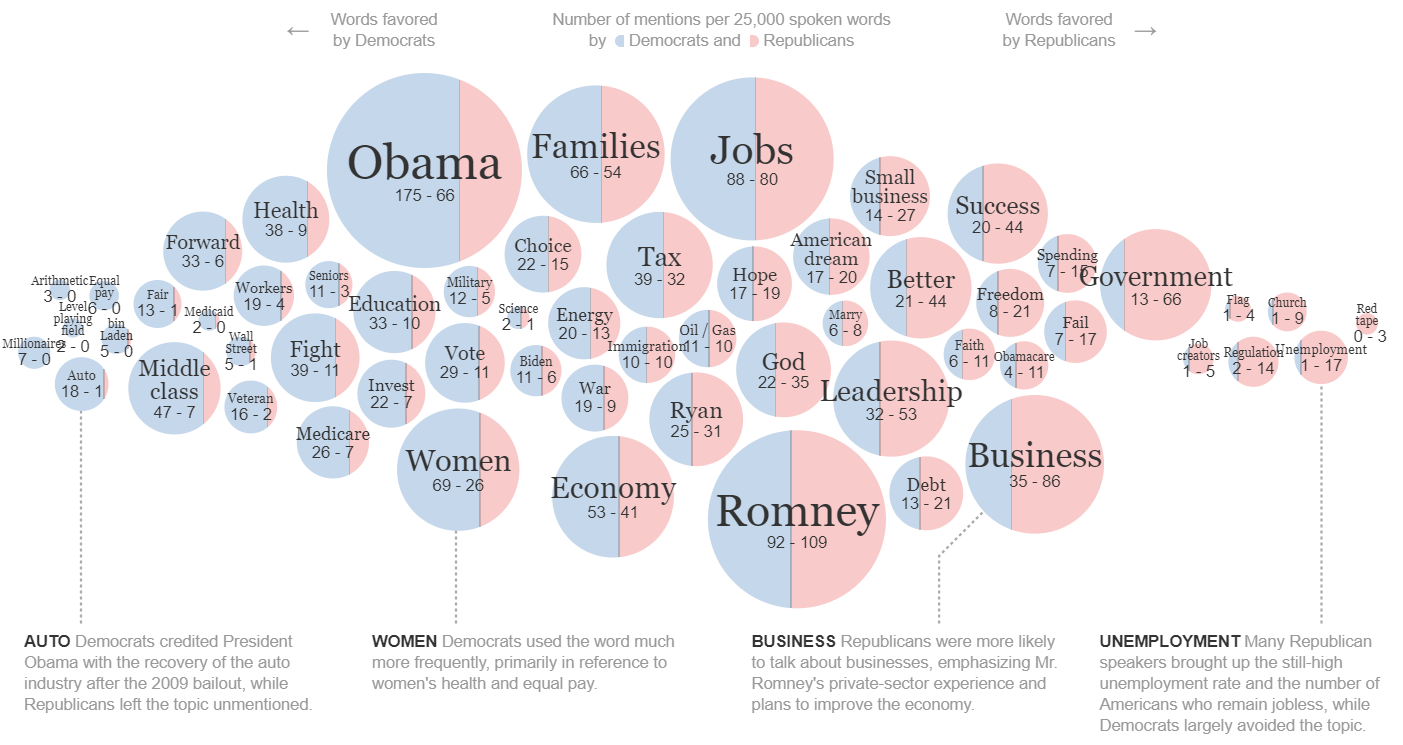 ← Words favored
by Democrats
Number of mentions per 25,000 spoken words
by Democrats and Republicans
Words favored →
by Republicans
Obama
175 - 66
Families
66 - 54
Jobs
88 - 80
Small
business
14 - 27
Success
20 - 44
Health
38 - 9
Forward
33 - 6
Choice
22 - 15
Tax
39 - 32
American
dream
17 - 20
Hope
17 - 19
Better
21 - 44
Spending
7 - 15
Government
13 - 66
Arithmetic
3 - 0
Equal
pay
6 - 0
Fair
13 - 1
Workers
19 - 4
Seniors
11 - 3
Education
33 - 10
Military
12 - 5
Science
2 - 1
Energy
20 - 13
Freedom
8 - 21
Flag
1 - 4
Church
1 - 9
Red
tape
0 - 3
Level
playing
field
2 - 0
bin
Laden
5 - 0
Medicaid
2 - 0
Millionaires
7 - 0
Wall
Street
5 - 1
Fight
39 - 11
Vote
29 - 11
Immigration
10 - 10
Oil / Gas
11 - 10
Marry
6 - 8
Fail
7 - 17
Faith
6 - 11
Obamacare
4 - 11
Job
creators
1 - 5
Regulation
2 - 14
Unemployment
1 - 17
Auto
18 - 1
Middle
class
47 - 7
Veteran
16 - 2
Invest
22 - 7
Biden
11 - 6
War
19 - 9
God
22 - 35
Leadership
32 - 53
Ryan
25 - 31
Medicare
26 - 7
Women
69 - 26
Economy
53 - 41
Romney
92 - 109
Debt
13 - 21
Business
35 - 86
AUTO Democrats credited President
Obama with the recovery of the auto
industry after the 2009 bailout, while
Republicans left the topic unmentioned.
WOMEN Democrats used the word much
more frequently, primarily in reference to
women's health and equal pay.
BUSINESS Republicans were more likely
to talk about businesses, emphasizing Mr.
Romney's private-sector experience and
plans to improve the economy.
UNEMPLOYMENT Many Republican
speakers brought up the still-high
unemployment rate and the number of
Americans who remain jobless, while
Democrats largely avoided the topic.